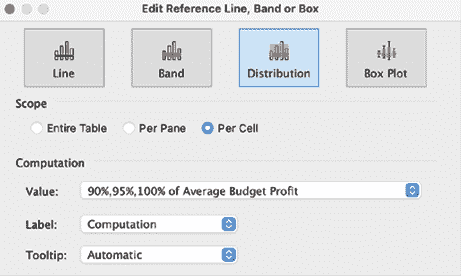 Edit Reference Line, Band or Box
Line Band Distribution Box Plot
Scope
Entire Table Per Pane Per Cell
Computation
Value: 90%,95%,100% of Average Budget Profit
Label: Computation
Tooltip: Automatic